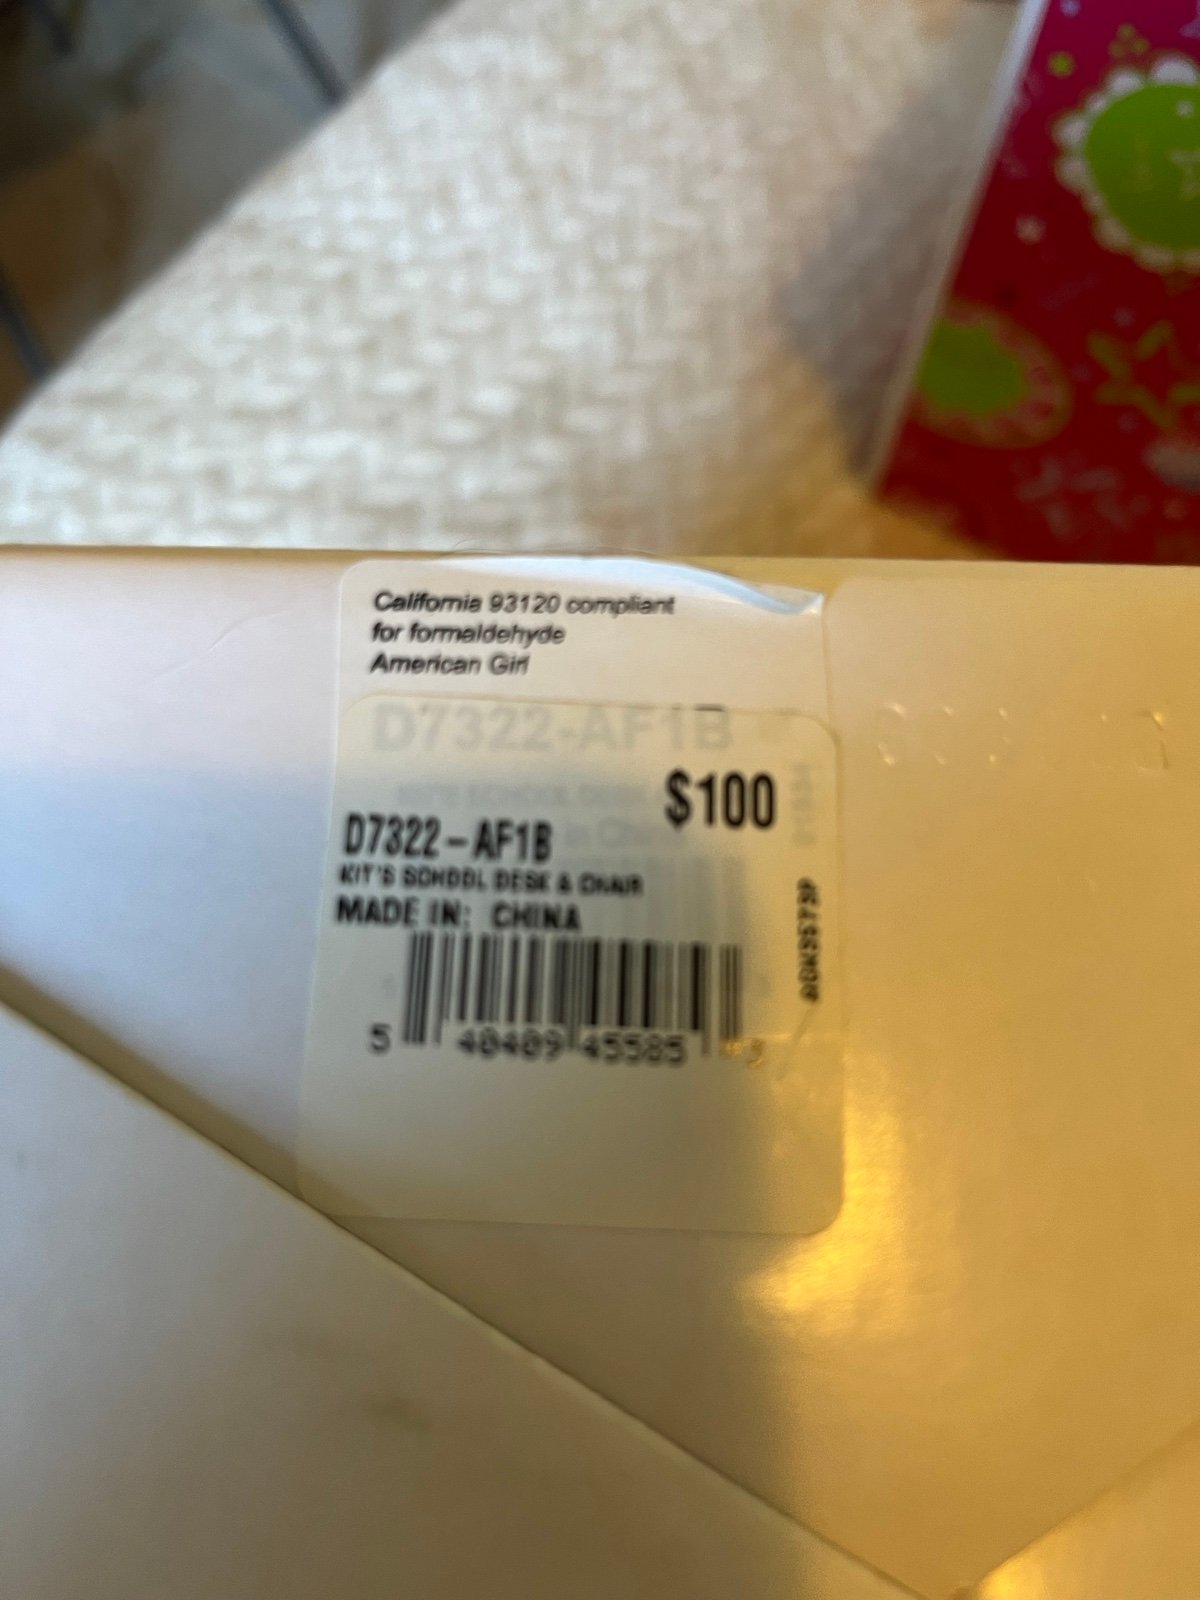 California 93120 compliant
for formaldehyde
American Girl
D7322-AF1B
$100
D7322-AF1B
KIT'S SCHOOL DESK & CHAIR
MADE IN: CHINA
5 40409 45585 3